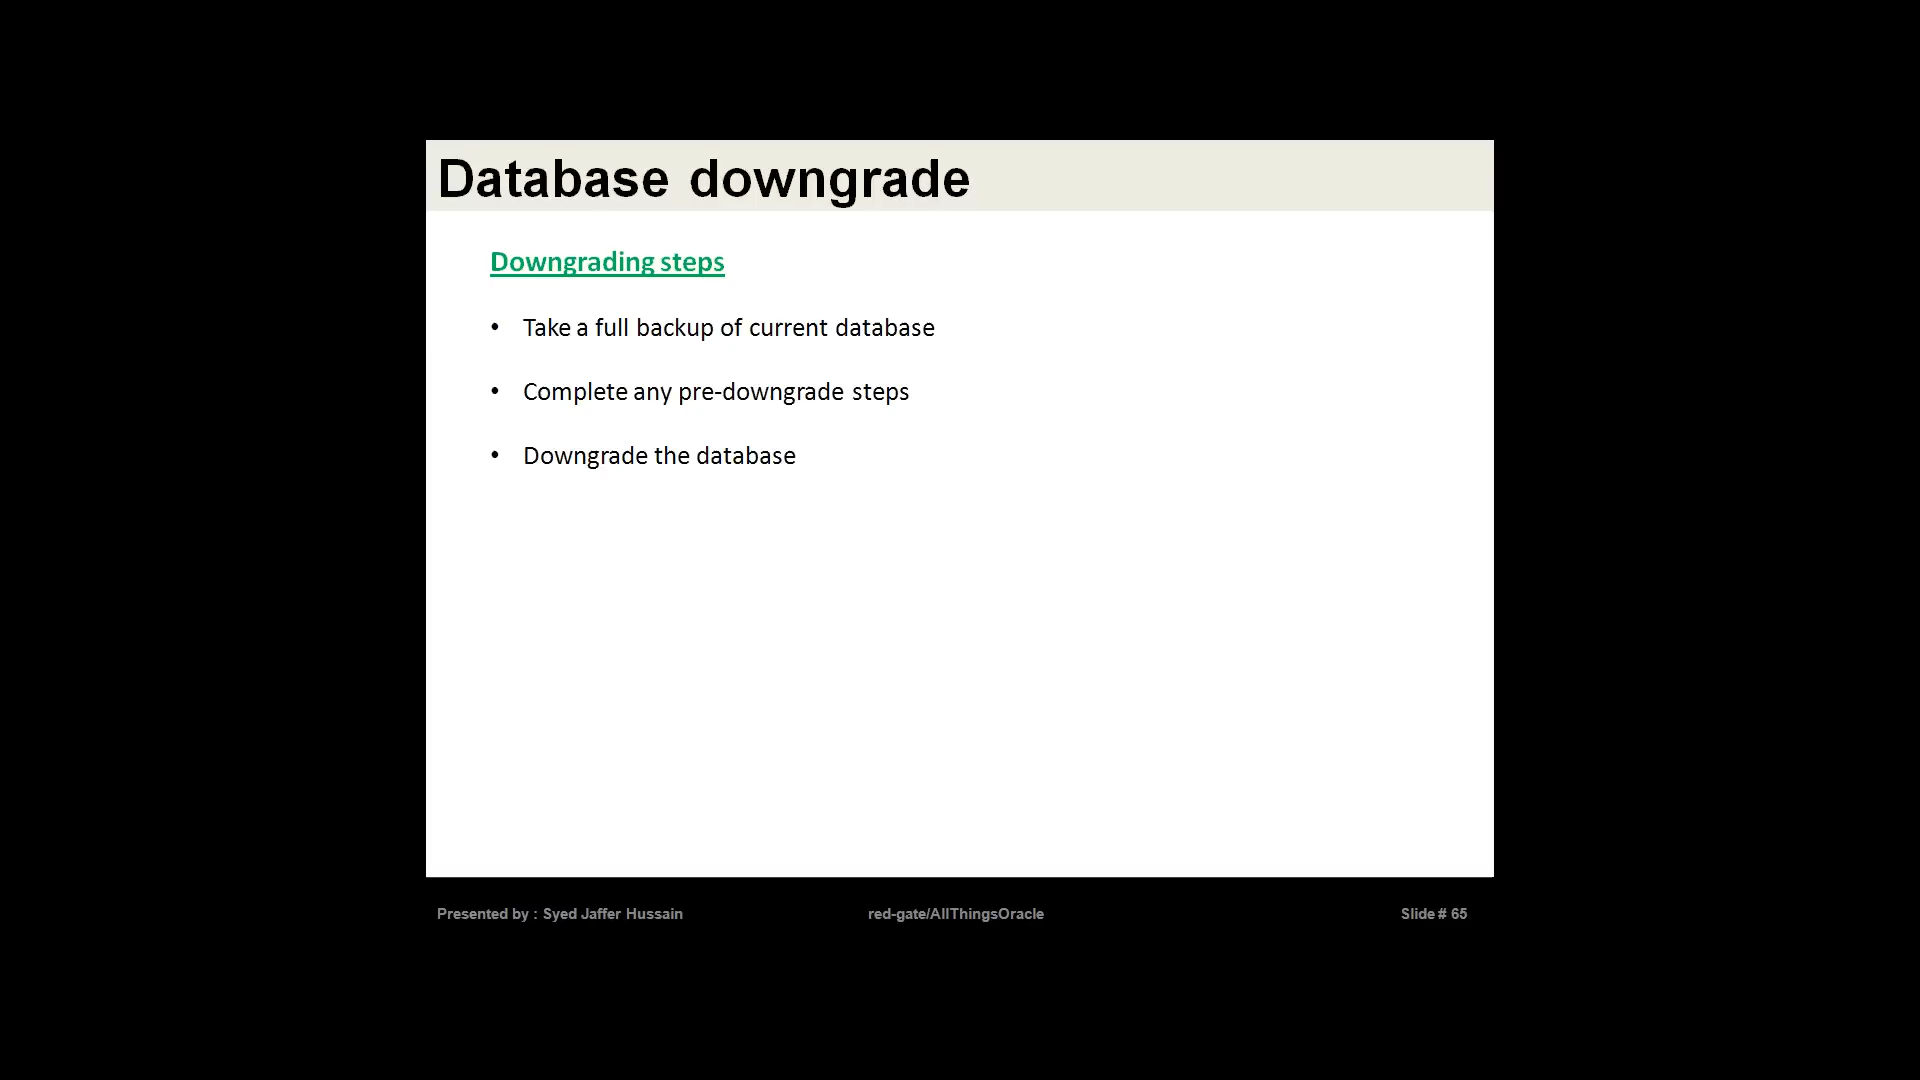 Database downgrade
Downgrading steps
• Take a full backup of current database
• Complete any pre-downgrade steps
• Downgrade the database
Presented by : Syed Jaffer Hussain
red-gate/AllThingsOracle
Slide # 65